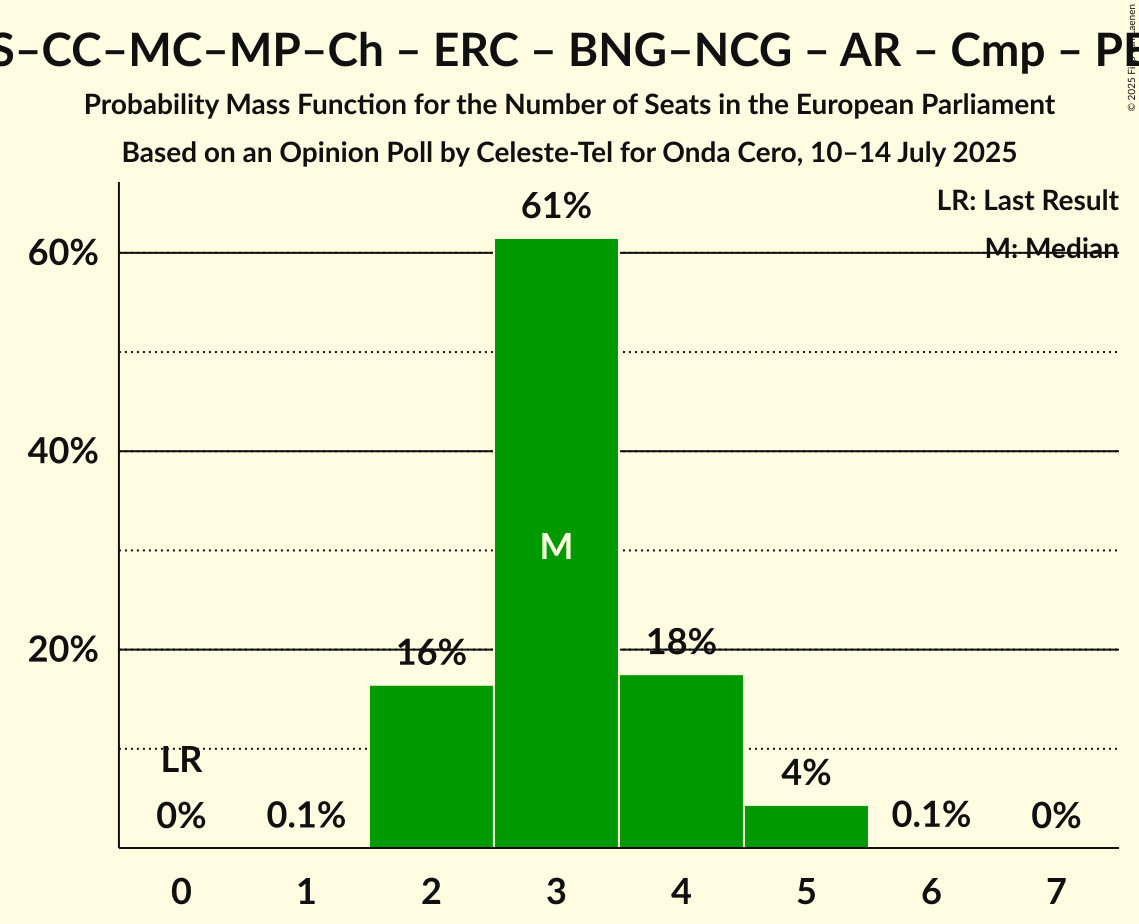 S–CC–MC–MP–Ch – ERC – BNG–NCG – AR – Cmp – PE
Probability Mass Function for the Number of Seats in the European Parliament
Based on an Opinion Poll by Celeste-Tel for Onda Cero, 10–14 July 2025
LR: Last Result
M: Median
61%
60%
40%
M
20%
16%
18%
LR
0%
0.1%
4%
0.1%
0%
0 1 2 3 4 5 6 7